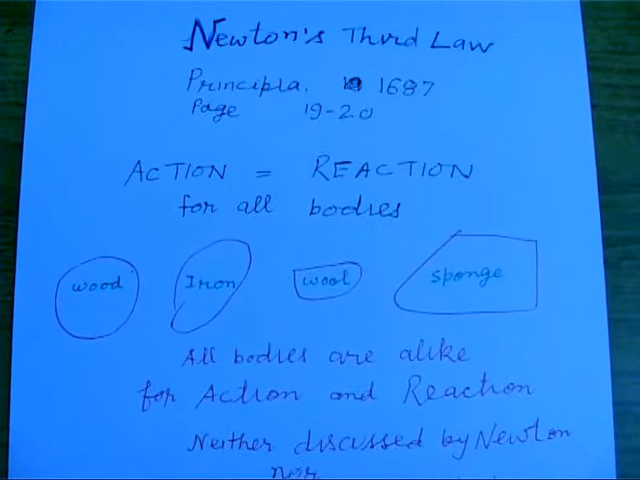 Newton's Third Law
Principia. 1687
Page 19-20
ACTION = REACTION
for all bodies
wood Iron wool sponge
All bodies are alike
for Action and Reaction
Neither discussed by Newton
nor